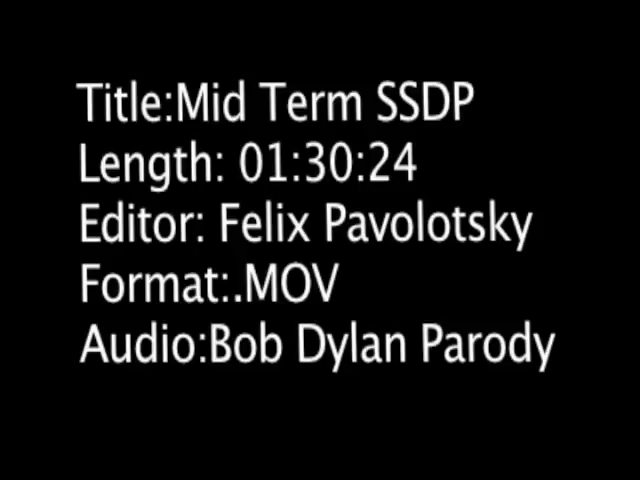 Title:Mid Term SSDP
Length: 01:30:24
Editor: Felix Pavolotsky
Format:.MOV
Audio:Bob Dylan Parody